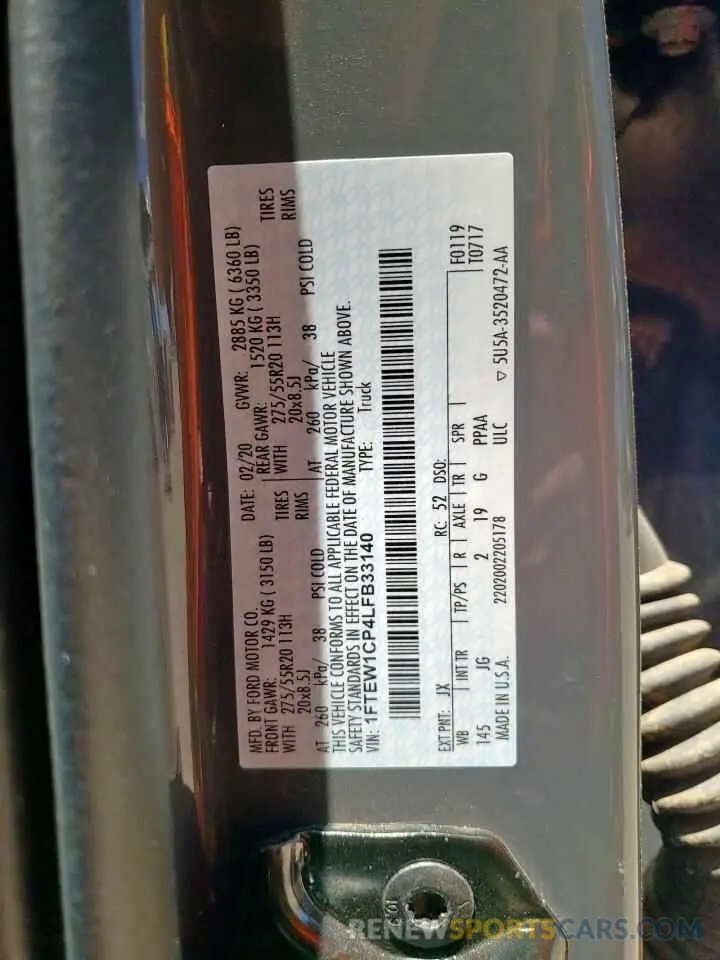 MFD. BY FORD MOTOR CO.
DATE: 02/20 GVWR: 2885 KG ( 6360 LB)
FRONT GAWR: 1429 KG ( 3150 LB)
REAR GAWR: 1520 KG ( 3350 LB)
WITH 275/55R20 113H TIRES
WITH 275/55R20 113H TIRES
20x8.5J RIMS
20x8.5J RIMS
AT 260 kPa/ 38 PSI COLD
AT 260 kPa/ 38 PSI COLD
THIS VEHICLE CONFORMS TO ALL APPLICABLE FEDERAL MOTOR VEHICLE
SAFETY STANDARDS IN EFFECT ON THE DATE OF MANUFACTURE SHOWN ABOVE.
VIN: 1FTEW1CP4LFB33140 TYPE: Truck
EXT PNT: JX RC: 52 DSO: F0119
WB INT TR TP/PS R AXLE TR SPR T0717
145 JG 2 19 G PPAA
MADE IN U.S.A. 2202002205178 ULC ▽ 5U5A-3520472-AA
10.9
RENEWSPORTSCARS.COM